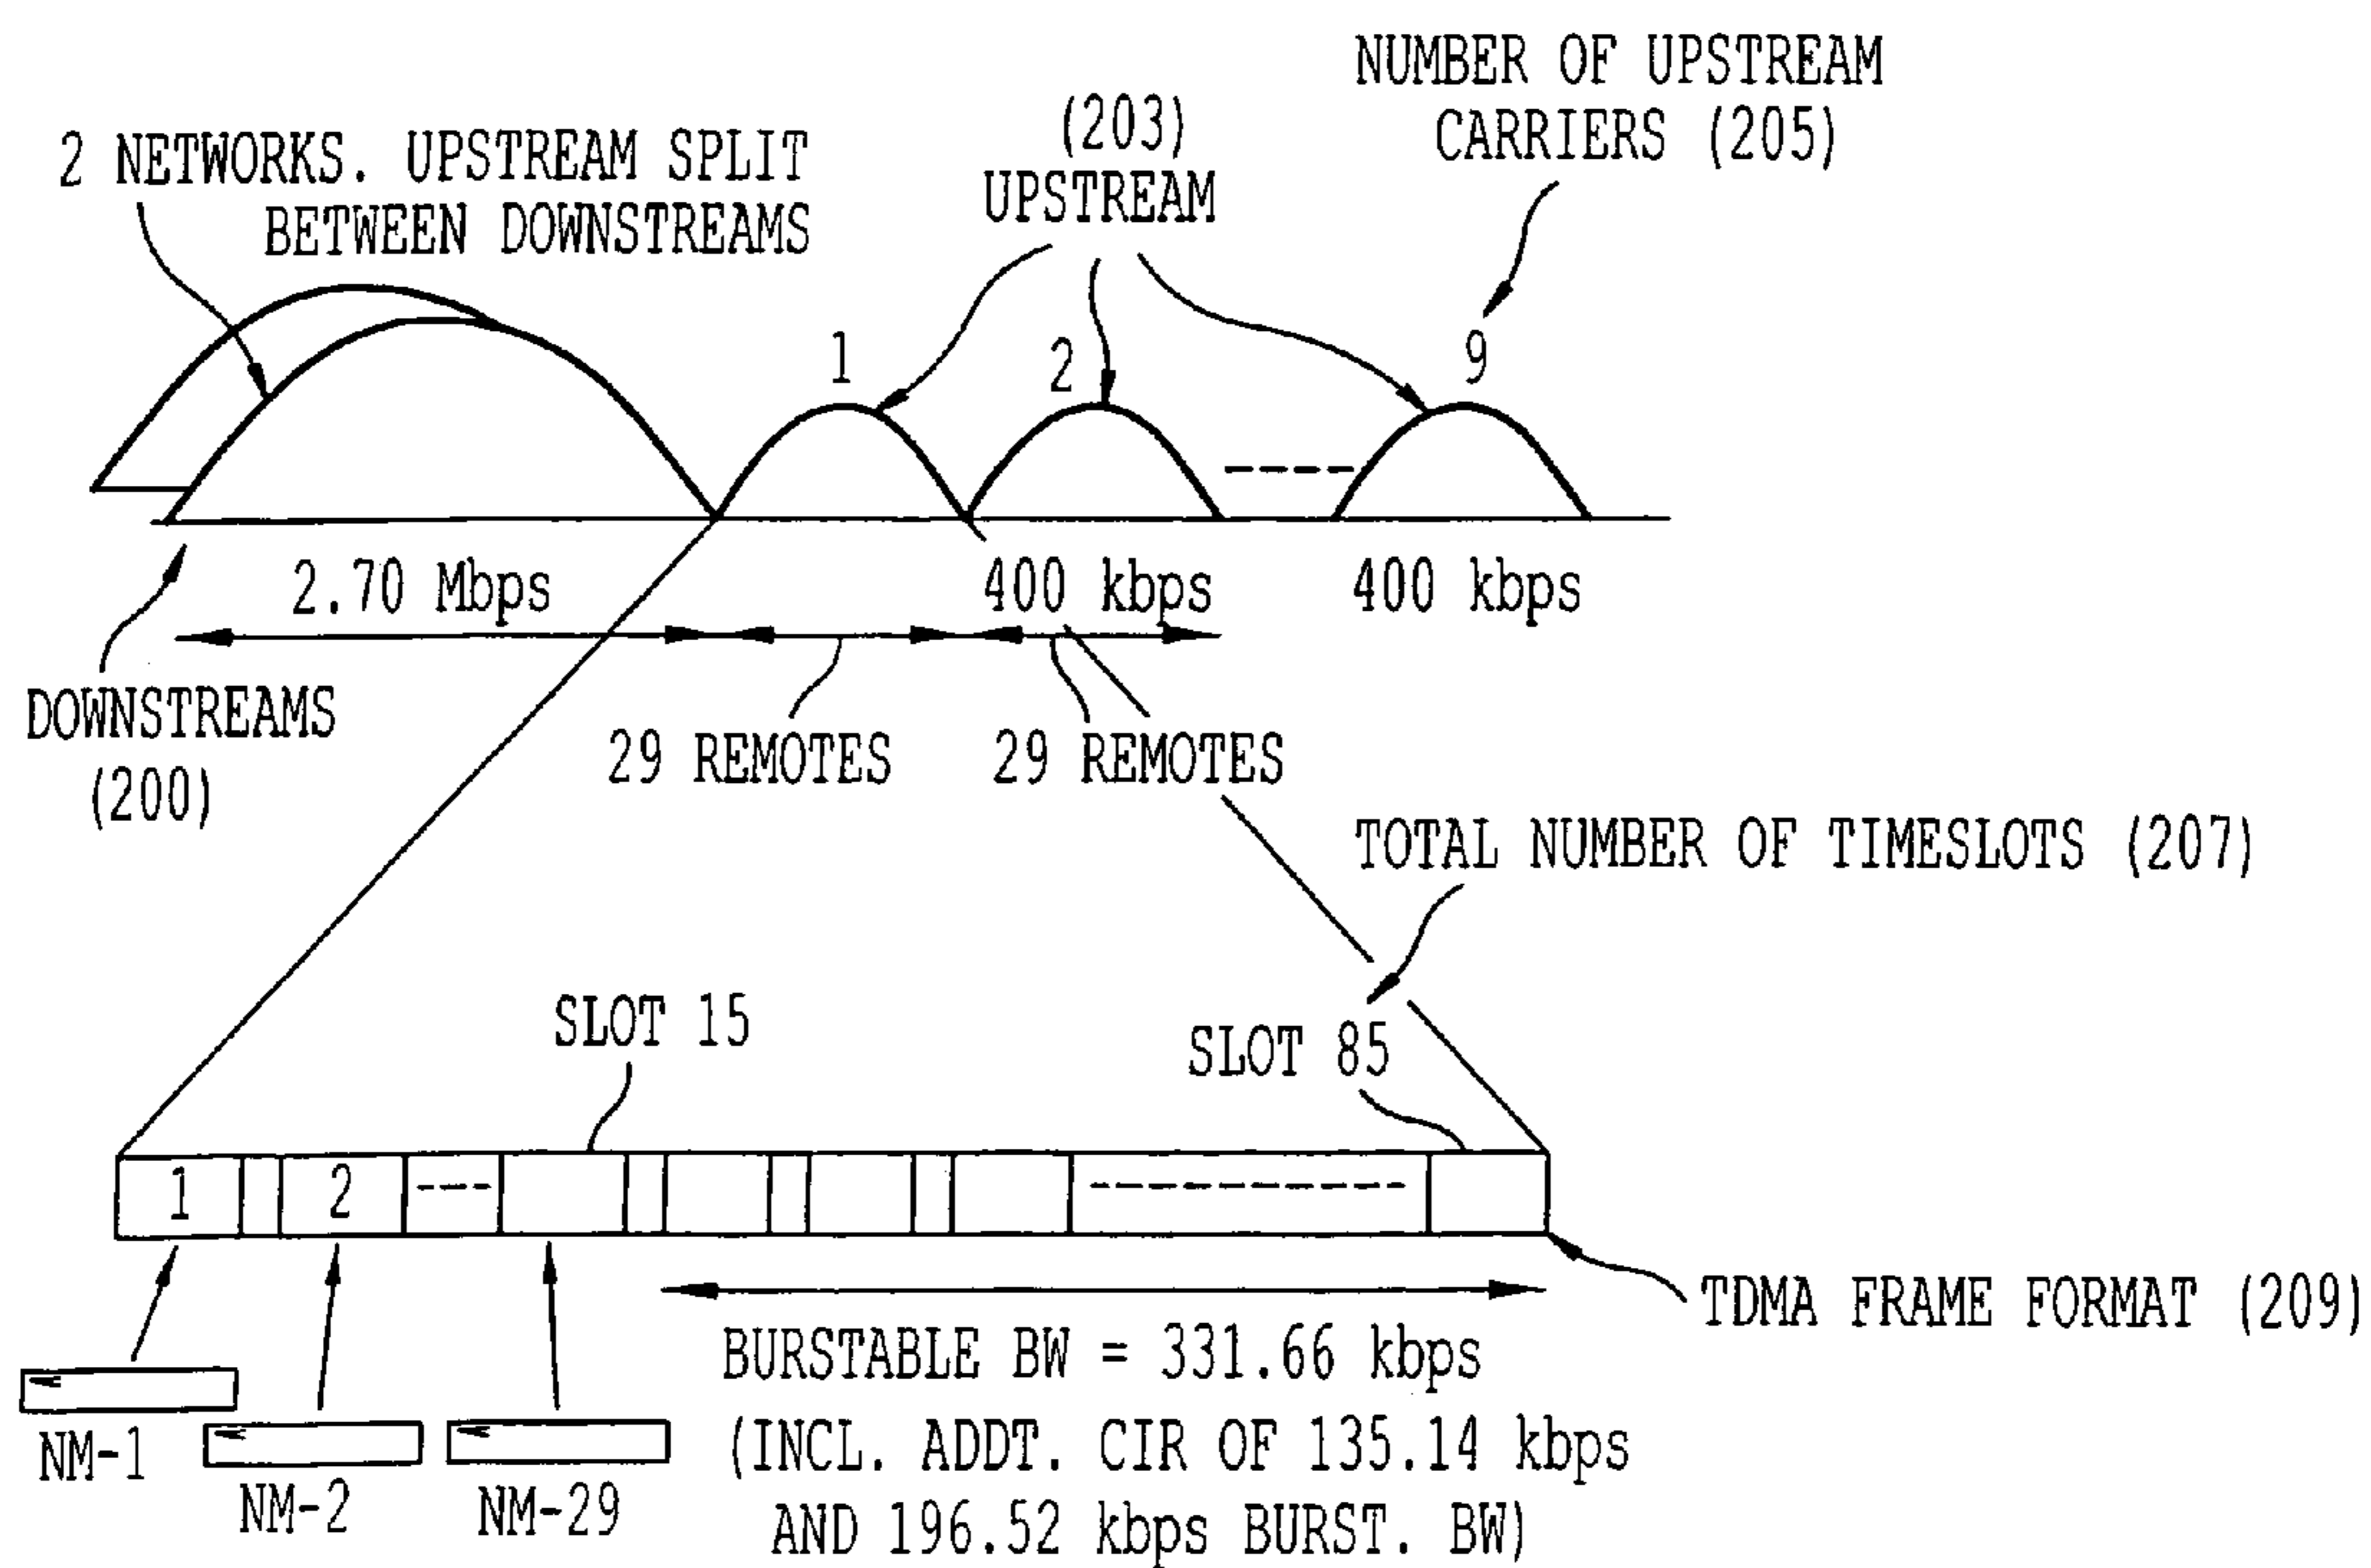 NUMBER OF UPSTREAM
CARRIERS (205)
(203)
UPSTREAM
2 NETWORKS. UPSTREAM SPLIT
BETWEEN DOWNSTREAMS
1
2
9
2.70 Mbps
400 kbps
400 kbps
DOWNSTREAMS
(200)
29 REMOTES
29 REMOTES
TOTAL NUMBER OF TIMESLOTS (207)
SLOT 15
SLOT 85
1
2
TDMA FRAME FORMAT (209)
NM-1
NM-2
NM-29
BURSTABLE BW = 331.66 kbps
(INCL. ADDT. CIR OF 135.14 kbps
AND 196.52 kbps BURST. BW)